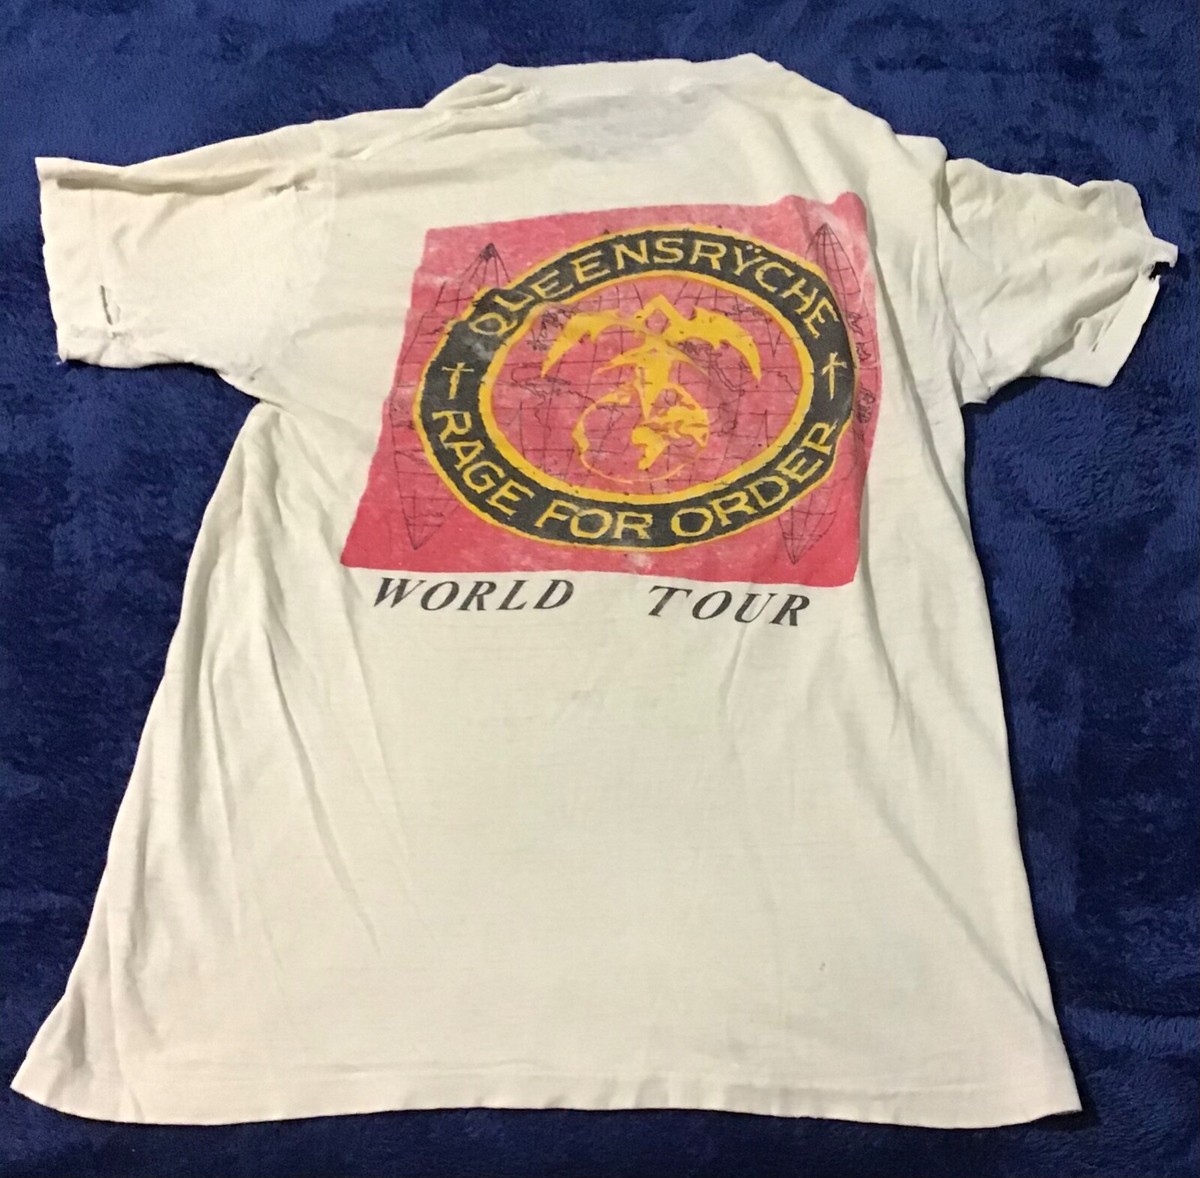 QUEENSRŸCHE
† †
RAGE FOR ORDER
WORLD TOUR